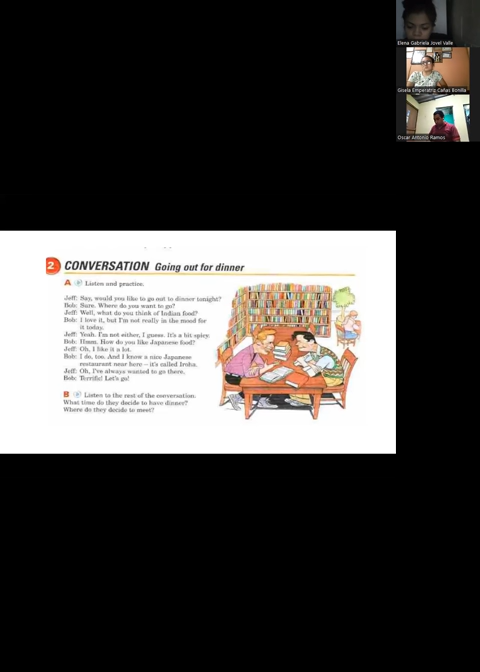 Elena Gabriela Jovel Valle
Gisela Emperatriz Cañas Bonilla
Oscar Antonio Ramos
2 CONVERSATION Going out for dinner
A Listen and practice.
Jeff: Say, would you like to go out to dinner tonight?
Bob: Sure. Where do you want to go?
Jeff: Well, what do you think of Indian food?
Bob: I love it, but I'm not really in the mood for
it today.
Jeff: Yeah. I'm not either, I guess. It's a bit spicy.
Bob: Hmm. How do you like Japanese food?
Jeff: Oh, I like it a lot.
Bob: I do, too. And I know a nice Japanese
restaurant near here – it's called Iroha.
Jeff: Oh, I've always wanted to go there.
Bob: Terrific! Let's go!
B Listen to the rest of the conversation.
What time do they decide to have dinner?
Where do they decide to meet?